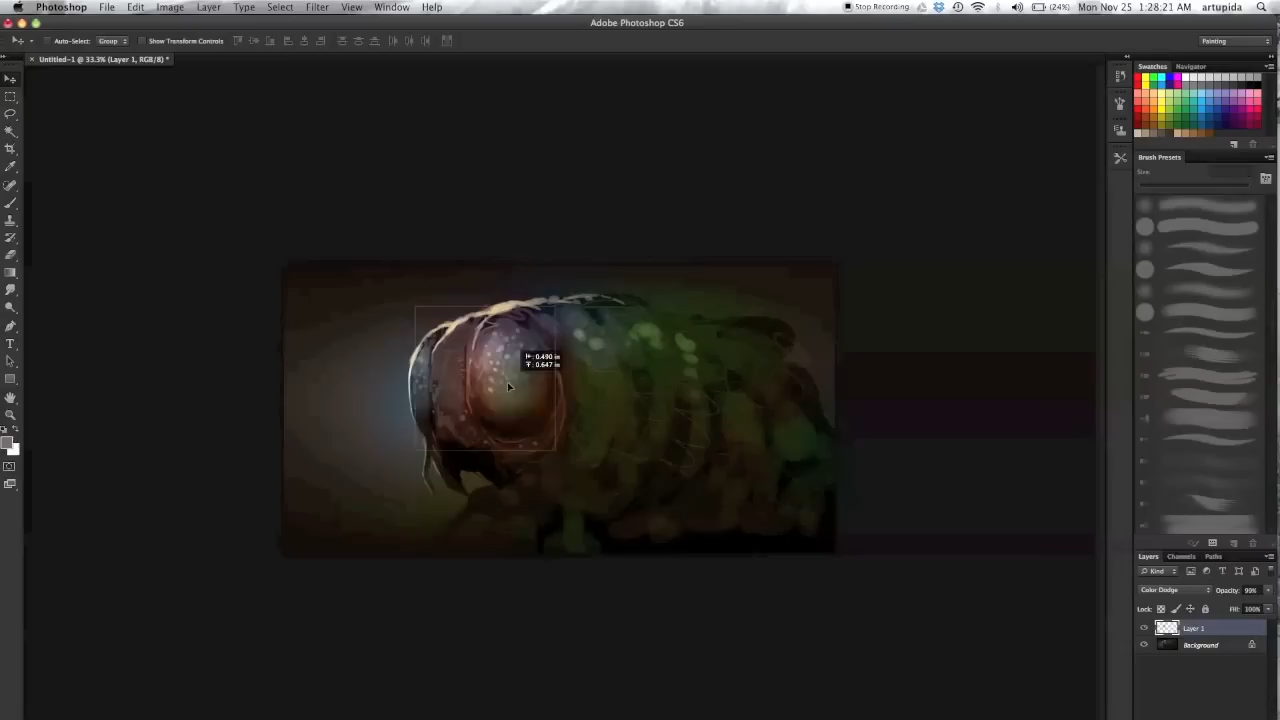 Photoshop File Edit Image Layer Type Select Filter View Window Help Stop Recording (24%) Mon Nov 25 1:28:21 AM artupida
Adobe Photoshop CS6
Auto-Select: Group Show Transform Controls Painting
× Untitled-1 @ 33.3% (Layer 1, RGB/8) *
Swatches Navigator
Brush Presets
Size:
0.490 in
0.647 in
Layers Channels Paths
Kind
Color Dodge Opacity: 99%
Lock: Fill: 100%
Layer 1
Background